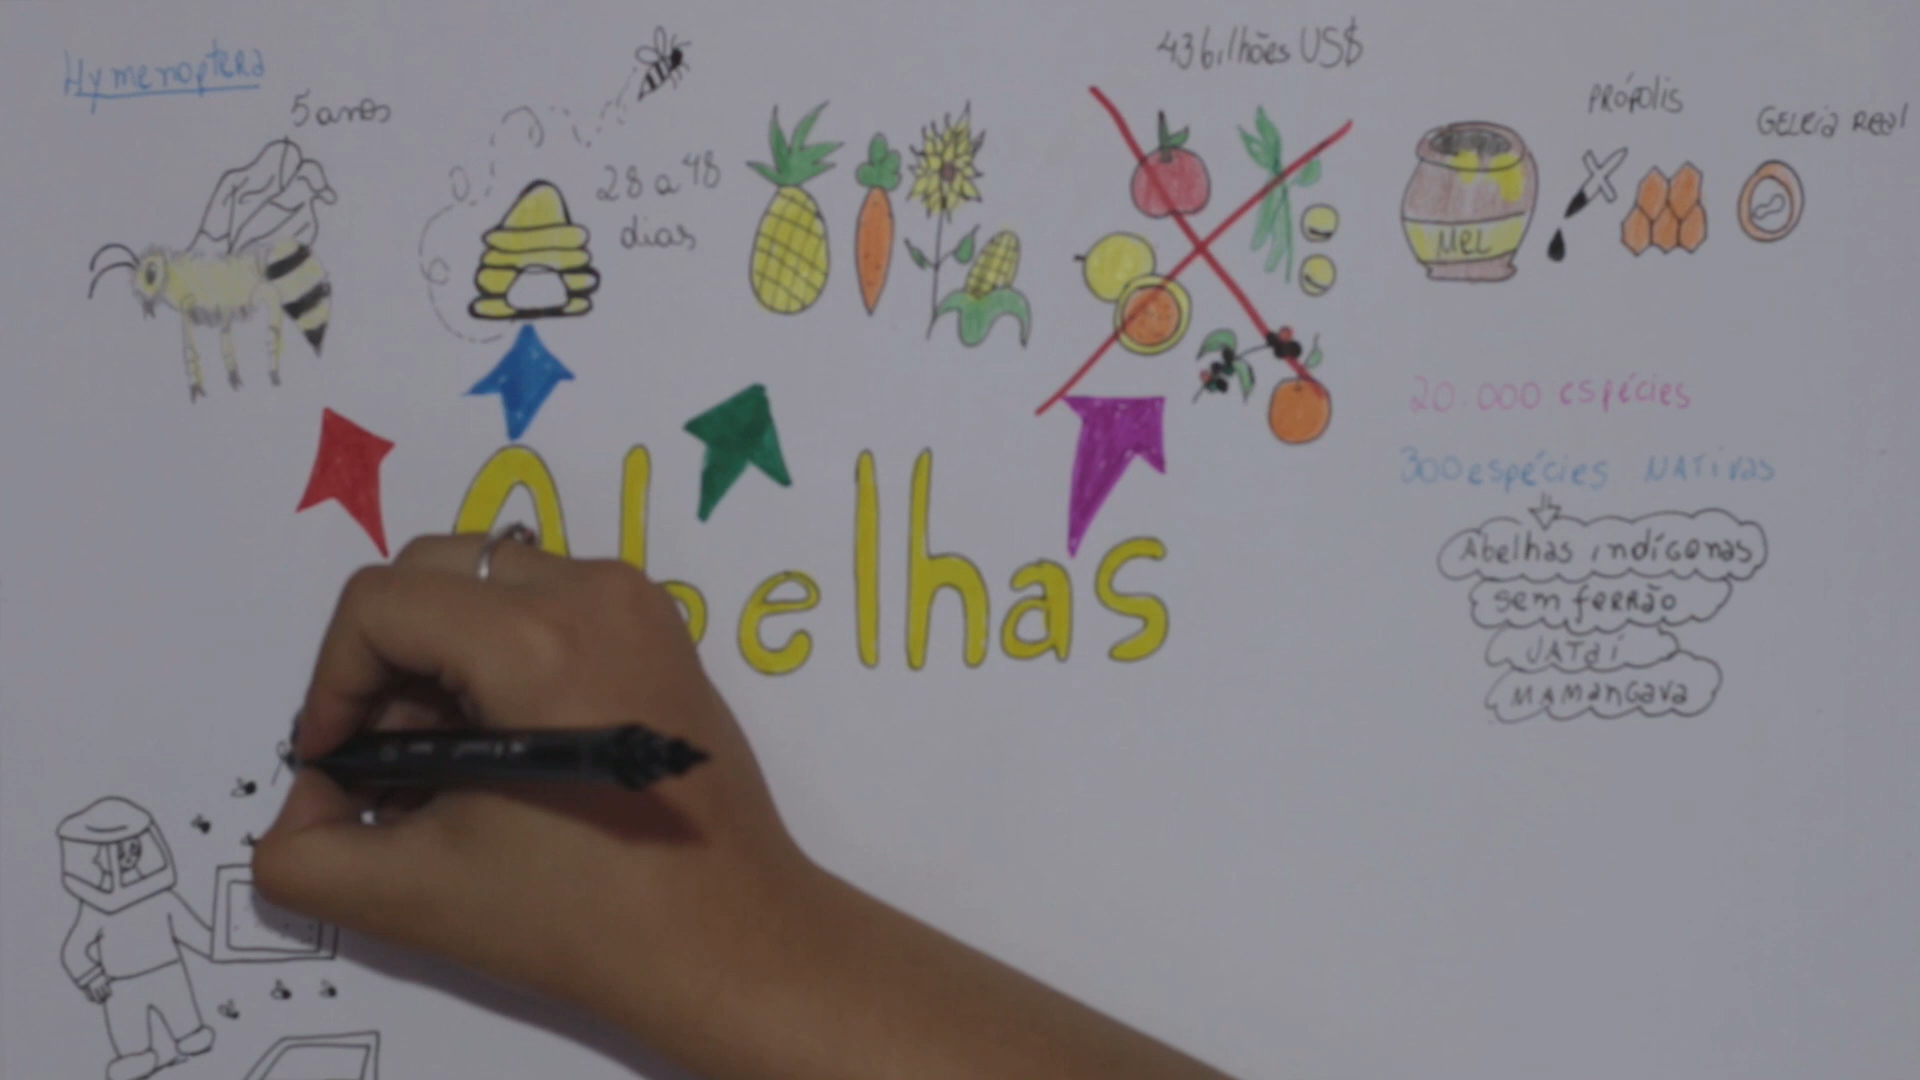 Hymenoptera
5 anos
28 a 48
dias
43 bilhões US$
PRÓPOLIS
GELEIA REAL
MEL
20.000 espécies
300 espécies NATIVAS
Abelhas indígenas
sem ferrão
JATAÍ
MAMANGAVA
Abelhas